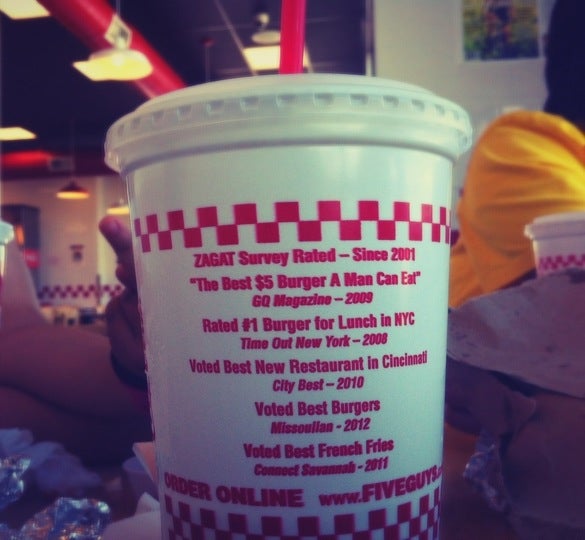 ZAGAT Survey Rated – Since 2001
"The Best $5 Burger A Man Can Eat"
GQ Magazine – 2009
Rated #1 Burger for Lunch in NYC
Time Out New York – 2008
Voted Best New Restaurant in Cincinnati
City Best – 2010
Voted Best Burgers
Missoulian - 2012
Voted Best French Fries
Connect Savannah - 2011
ORDER ONLINE www.FIVEGUYS.